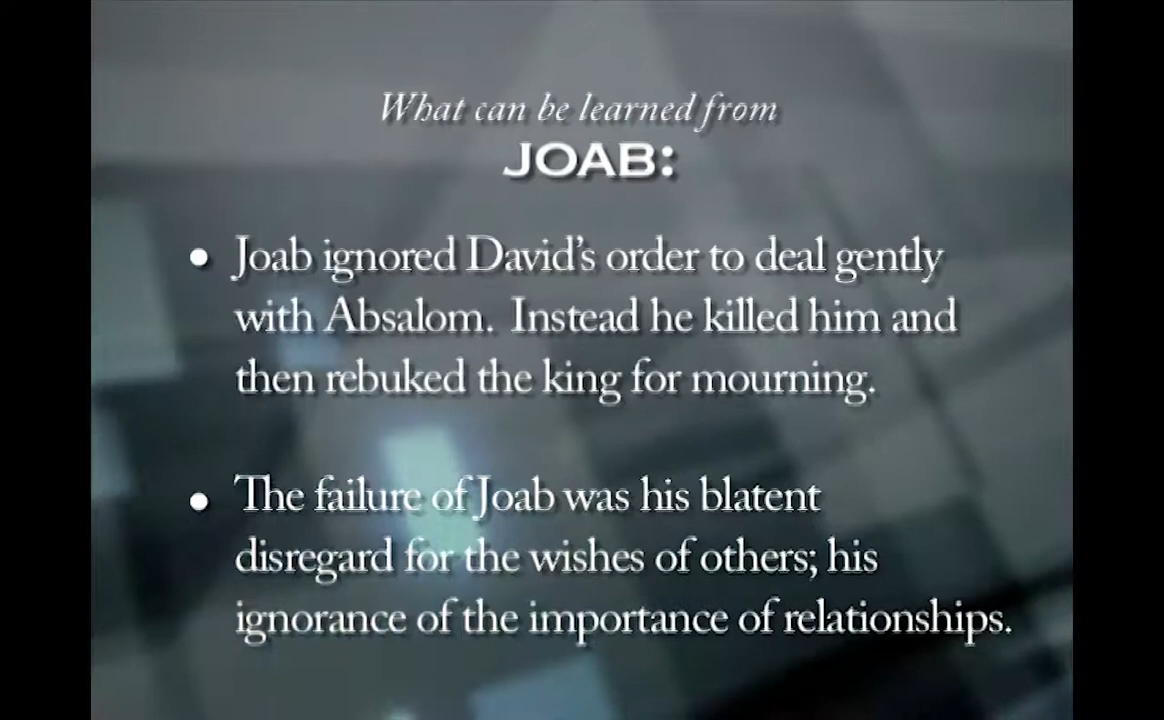 What can be learned from
JOAB:
• Joab ignored David's order to deal gently
with Absalom. Instead he killed him and
then rebuked the king for mourning.
• The failure of Joab was his blatent
disregard for the wishes of others; his
ignorance of the importance of relationships.